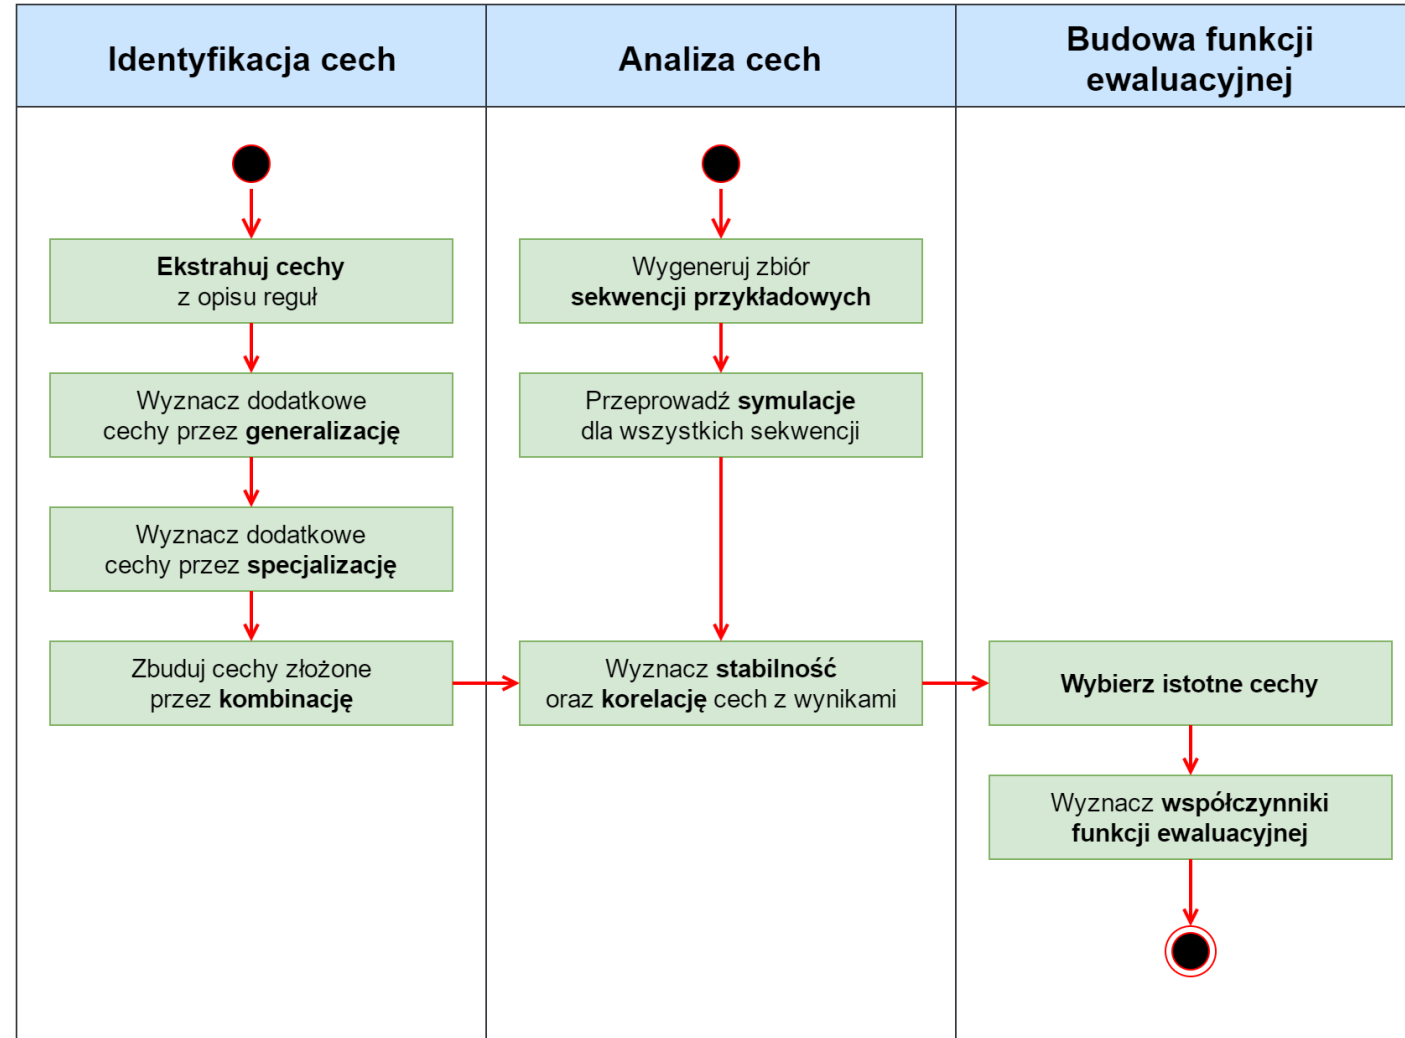 Identyfikacja cech
Analiza cech
Budowa funkcji
ewaluacyjnej
Ekstrahuj cechy
z opisu reguł
Wyznacz dodatkowe
cechy przez generalizację
Wyznacz dodatkowe
cechy przez specjalizację
Zbuduj cechy złożone
przez kombinację
Wygeneruj zbiór
sekwencji przykładowych
Przeprowadź symulacje
dla wszystkich sekwencji
Wyznacz stabilność
oraz korelację cech z wynikami
Wybierz istotne cechy
Wyznacz współczynniki
funkcji ewaluacyjnej